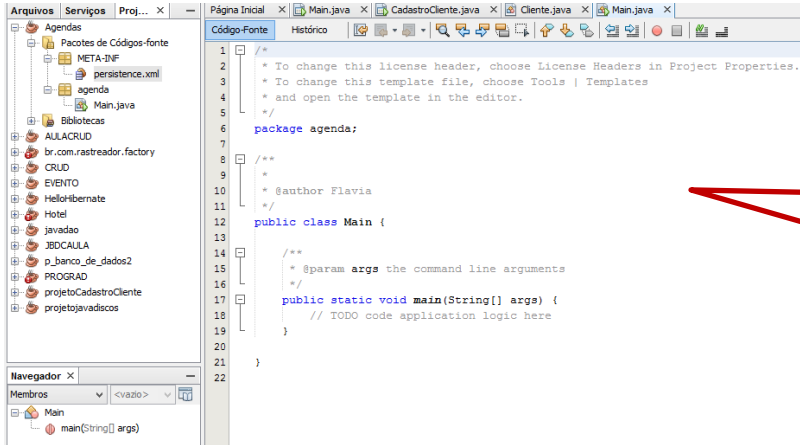 Arquivos Serviços Proj...
Agendas
Pacotes de Códigos-fonte
META-INF
persistence.xml
agenda
Main.java
Bibliotecas
AULACRUD
br.com.rastreador.factory
CRUD
EVENTO
HelloHibernate
Hotel
javadao
JBDCAULA
p_banco_de_dados2
PROGRAD
projetoCadastroCliente
projetojavadiscos
Navegador
Membros <vazio>
Main
main(String[] args)
Página Inicial Main.java CadastroCliente.java Cliente.java Main.java
Código-Fonte Histórico
1 /*
2 * To change this license header, choose License Headers in Project Properties.
3 * To change this template file, choose Tools | Templates
4 * and open the template in the editor.
5 */
6 package agenda;
7
8 /**
9 *
10 * @author Flavia
11 */
12 public class Main {
13
14 /**
15 * @param args the command line arguments
16 */
17 public static void main(String[] args) {
18 // TODO code application logic here
19 }
20
21 }
22